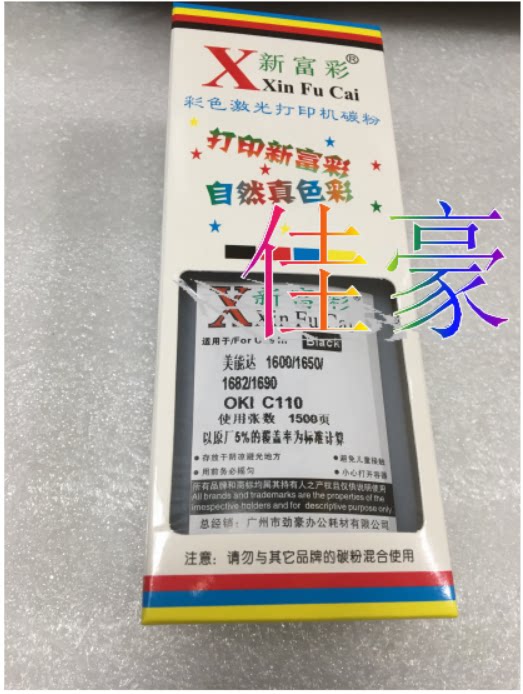 X 新富彩®
Xin Fu Cai
彩色激光打印机碳粉
打印新富彩
自然真色彩
佳豪
X 新富彩®
Xin Fu Cai
适用于/For Use in: Black
美能达 1600/1650/
1682/1690
OKI C110
使用张数 1500页
以原厂5%的覆盖率为标准计算
•存放干阴凉避光地方 •避免儿童接触
•用前务必摇匀 •小心打开容器
所有品牌和商标均属其持有人之产权且仅供说明使用
All brands and trademarks are the properties of the
irrespective holders and for descriptive purpose only
总经销：广州市劲豪办公耗材有限公司
注意：请勿与其它品牌的碳粉混合使用